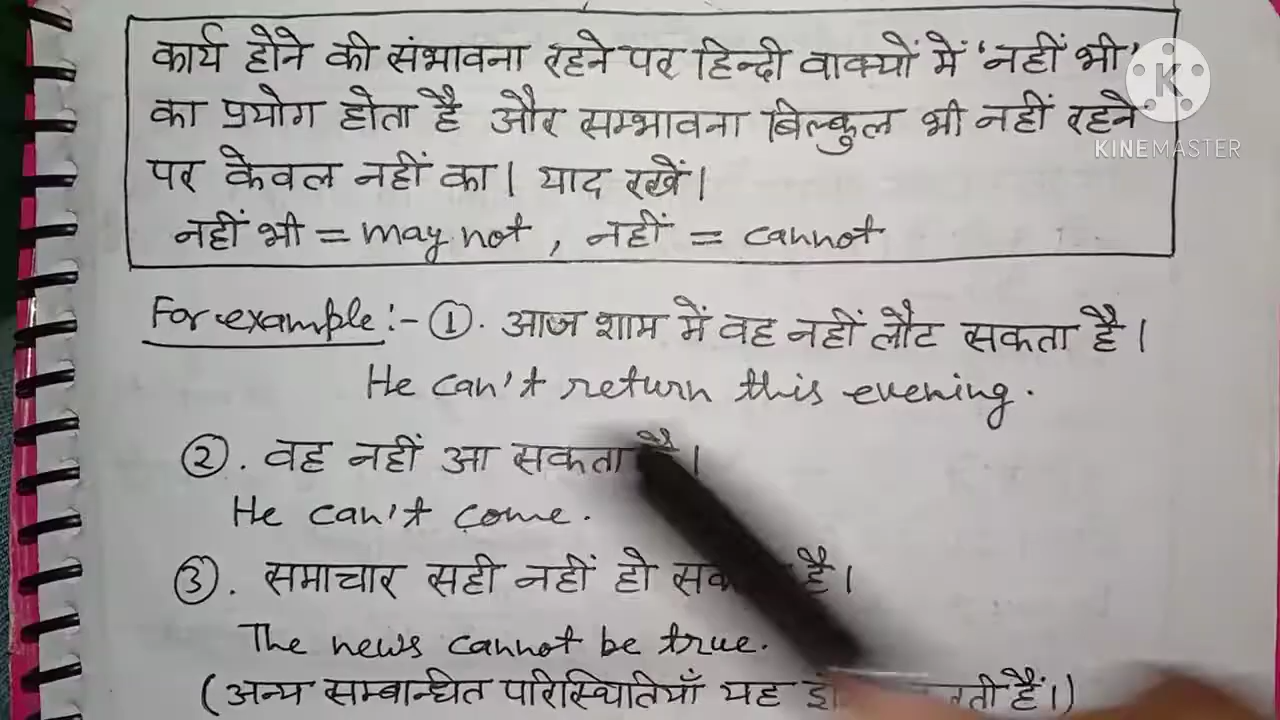 कार्य होने की संभावना रहने पर हिन्दी वाक्यों में 'नहीं भी'
का प्रयोग होता है और सम्भावना बिल्कुल भी नहीं रहने
पर केवल नहीं का। याद रखें।
नहीं भी = may not , नहीं = cannot
For example:- ①. आज शाम में वह नहीं लौट सकता है।
He can't return this evening.
②. वह नहीं आ सकता है।
He can't come.
③. समाचार सही नहीं हो है।
The news cannot be true.
(अन्य सम्बान्धित परिस्थितियाँ यह हैं।)
K
KINEMASTER